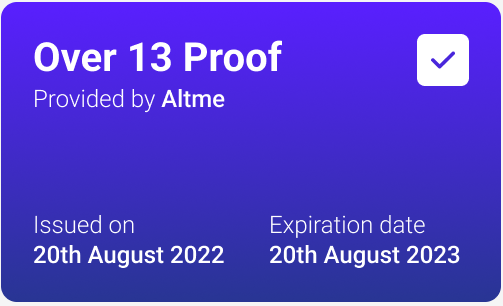 Over 13 Proof
Provided by Altme
Issued on
20th August 2022
Expiration date
20th August 2023